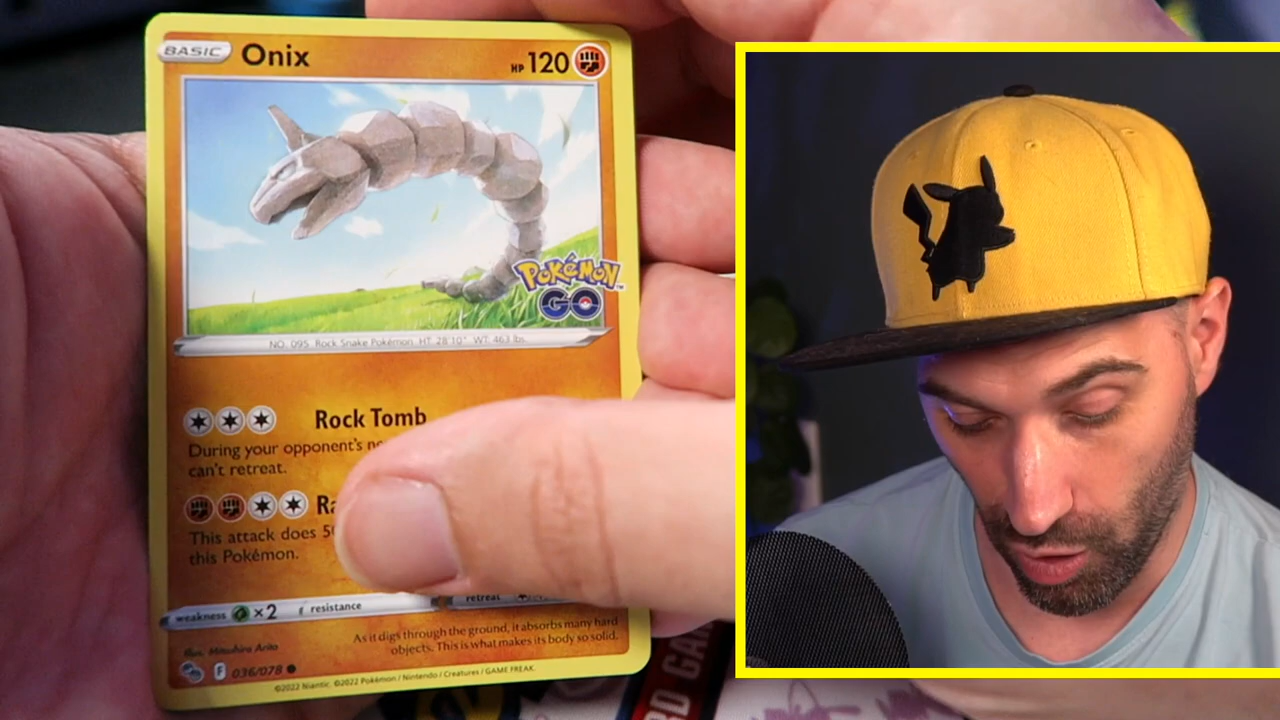 BASIC Onix HP 120
POKÉMON™
GO
NO. 095 Rock Snake Pokémon HT: 28'10" WT: 463 lbs.
Rock Tomb
During your opponent's
can't retreat.
This attack does
this Pokémon.
weakness ×2 resistance retreat
As it digs through the ground, it absorbs many hard
objects. This is what makes its body so solid.
Illus. Mitsuhiro Arita
F 036/078
©2022 Niantic. ©2022 Pokémon / Nintendo / Creatures / GAME FREAK.